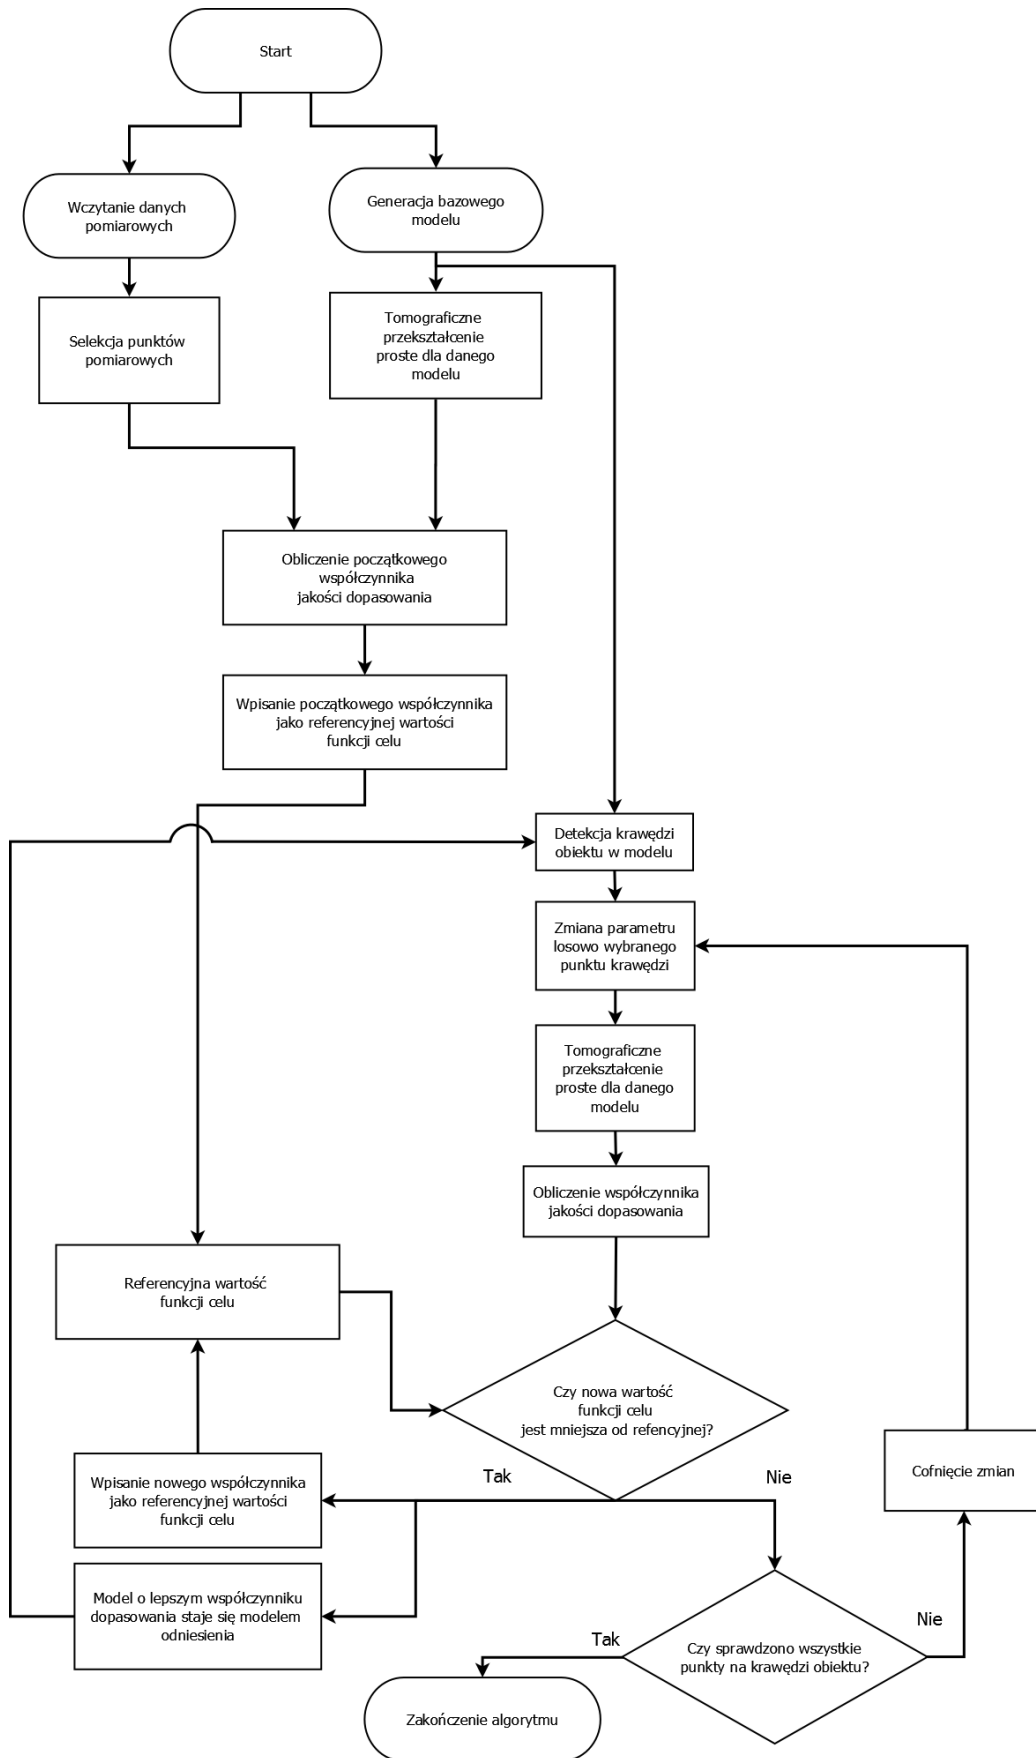 Start
Wczytanie danych
pomiarowych
Generacja bazowego
modelu
Selekcja punktów
pomiarowych
Tomograficzne
przekształcenie
proste dla danego
modelu
Obliczenie początkowego
współczynnika
jakości dopasowania
Wpisanie początkowego współczynnika
jako referencyjnej wartości
funkcji celu
Detekcja krawędzi
obiektu w modelu
Zmiana parametru
losowo wybranego
punktu krawędzi
Tomograficzne
przekształcenie
proste dla danego
modelu
Obliczenie współczynnika
jakości dopasowania
Referencyjna wartość
funkcji celu
Czy nowa wartość
funkcji celu
jest mniejsza od refencyjnej?
Tak
Nie
Wpisanie nowego współczynnika
jako referencyjnej wartości
funkcji celu
Cofnięcie zmian
Model o lepszym współczynniku
dopasowania staje się modelem
odniesienia
Nie
Tak
Czy sprawdzono wszystkie
punkty na krawędzi obiektu?
Zakończenie algorytmu